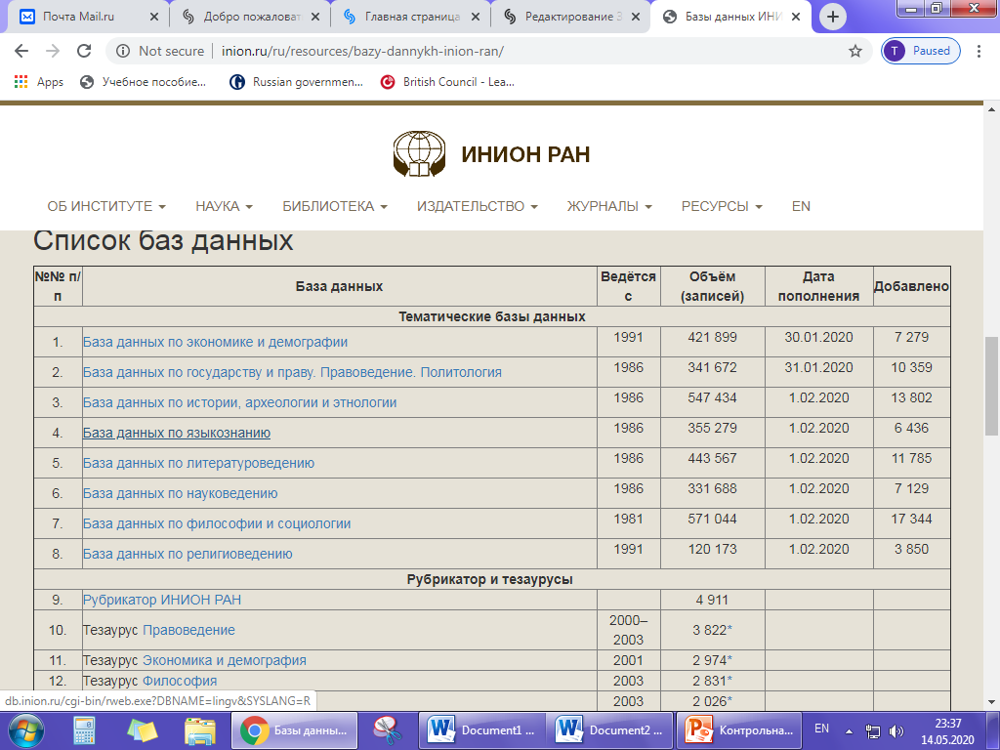 Почта Mail.ru
Добро пожаловат
Главная страница
Редактирование З
Базы данных ИНИ
Not secure
inion.ru/ru/resources/bazy-dannykh-inion-ran/
T Paused
Apps
Учебное пособие...
Russian governmen...
British Council - Lea...
ИНИОН РАН
ОБ ИНСТИТУТЕ НАУКА БИБЛИОТЕКА ИЗДАТЕЛЬСТВО ЖУРНАЛЫ РЕСУРСЫ EN
Список баз данных
№№ п/п База данных Ведётся с Объём (записей) Дата пополнения Добавлено
Тематические базы данных
1. База данных по экономике и демографии 1991 421 899 30.01.2020 7 279
2. База данных по государству и праву. Правоведение. Политология 1986 341 672 31.01.2020 10 359
3. База данных по истории, археологии и этнологии 1986 547 434 1.02.2020 13 802
4. База данных по языкознанию 1986 355 279 1.02.2020 6 436
5. База данных по литературоведению 1986 443 567 1.02.2020 11 785
6. База данных по науковедению 1986 331 688 1.02.2020 7 129
7. База данных по философии и социологии 1981 571 044 1.02.2020 17 344
8. База данных по религиоведению 1991 120 173 1.02.2020 3 850
Рубрикатор и тезаурусы
9. Рубрикатор ИНИОН РАН 4 911
10. Тезаурус Правоведение 2000–2003 3 822*
11. Тезаурус Экономика и демография 2001 2 974*
12. Тезаурус Философия 2003 2 831*
2003 2 026*
db.inion.ru/cgi-bin/rweb.exe?DBNAME=lingv&SYSLANG=R
Базы данны...
Document1 ...
Document2 ...
Контрольна...
EN
23:37
14.05.2020